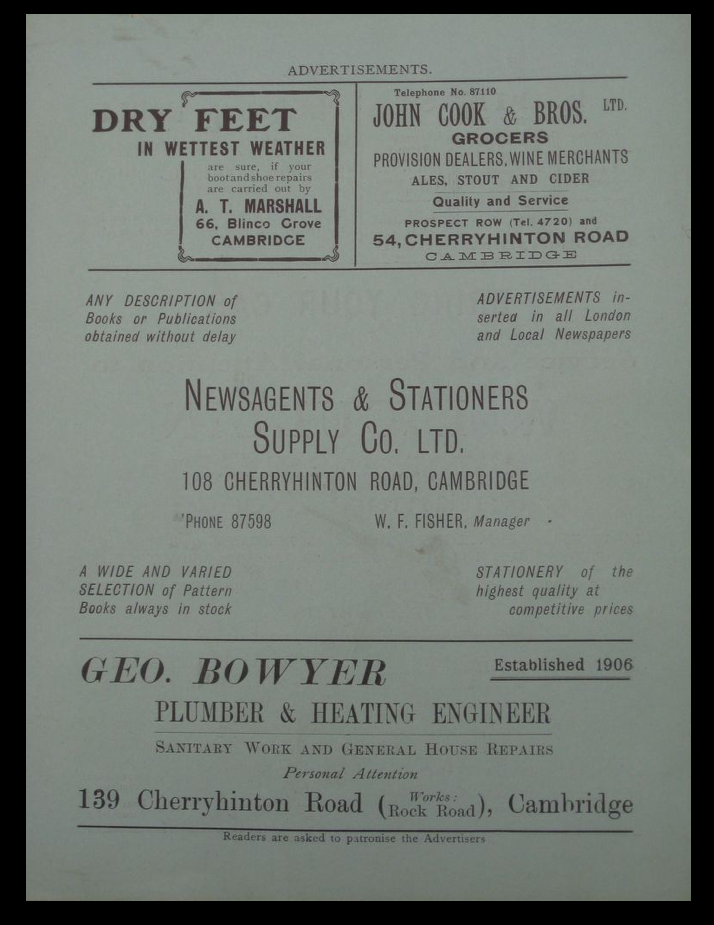 ADVERTISEMENTS.
DRY FEET
IN WETTEST WEATHER
are sure, if your
boot and shoe repairs
are carried out by
A. T. MARSHALL
66, Blinco Grove
CAMBRIDGE
Telephone No. 87110
JOHN COOK & BROS. LTD.
GROCERS
PROVISION DEALERS, WINE MERCHANTS
ALES, STOUT AND CIDER
Quality and Service
PROSPECT ROW (Tel. 4720) and
54, CHERRYHINTON ROAD
CAMBRIDGE
ANY DESCRIPTION of
Books or Publications
obtained without delay
ADVERTISEMENTS in-
serted in all London
and Local Newspapers
NEWSAGENTS & STATIONERS
SUPPLY CO. LTD.
108 CHERRYHINTON ROAD, CAMBRIDGE
'PHONE 87598
W. F. FISHER, Manager
A WIDE AND VARIED
SELECTION of Pattern
Books always in stock
STATIONERY of the
highest quality at
competitive prices
GEO. BOWYER
Established 1906
PLUMBER & HEATING ENGINEER
SANITARY WORK AND GENERAL HOUSE REPAIRS
Personal Attention
139 Cherryhinton Road (Works: Rock Road), Cambridge
Readers are asked to patronise the Advertisers